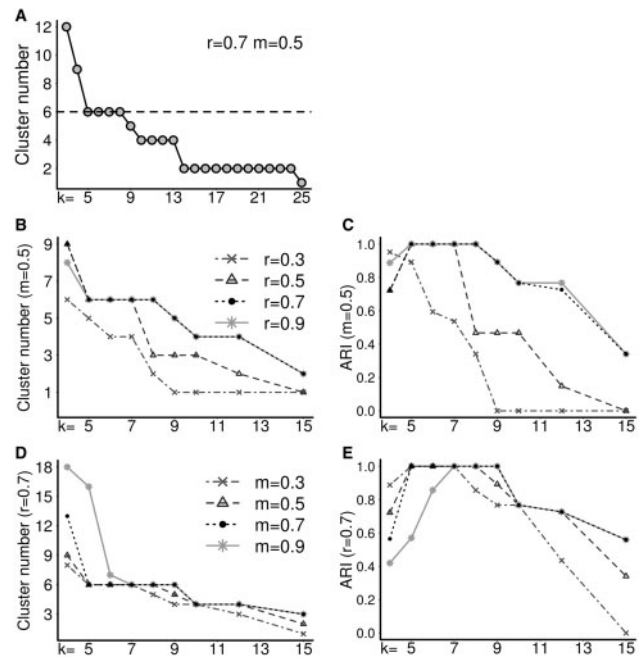 A
Cluster number
12
10
8
6
4
2
r=0.7 m=0.5
k= 5 9 13 17 21 25
B
Cluster number (m=0.5)
9
7
5
3
1
r=0.3
r=0.5
r=0.7
r=0.9
k= 5 7 9 11 13 15
C
ARI (m=0.5)
1.0
0.8
0.6
0.4
0.2
0.0
k= 5 7 9 11 13 15
D
Cluster number (r=0.7)
18
15
12
9
6
3
m=0.3
m=0.5
m=0.7
m=0.9
k= 5 7 9 11 13 15
E
ARI (r=0.7)
1.0
0.8
0.6
0.4
0.2
0.0
k= 5 7 9 11 13 15